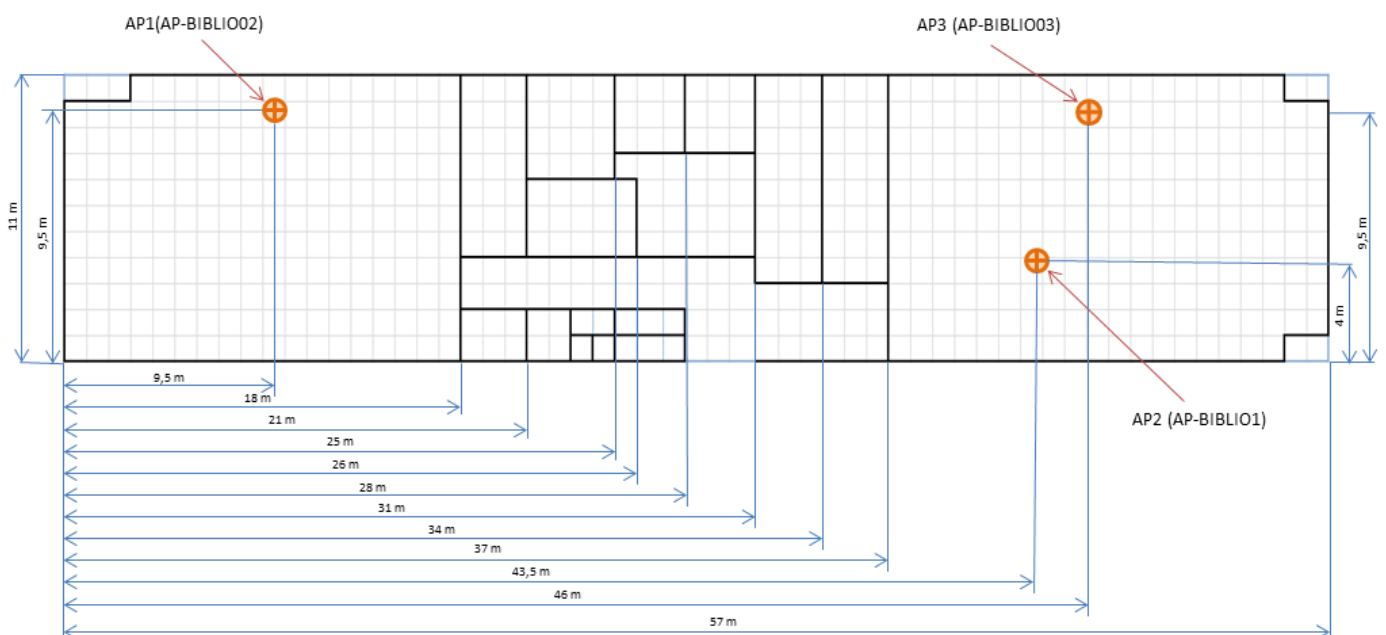 AP1(AP-BIBLIO02)
AP3 (AP-BIBLIO03)
11 m
9,5 m
9,5 m
4 m
AP2 (AP-BIBLIO1)
9,5 m
18 m
21 m
25 m
26 m
28 m
31 m
34 m
37 m
43,5 m
46 m
57 m